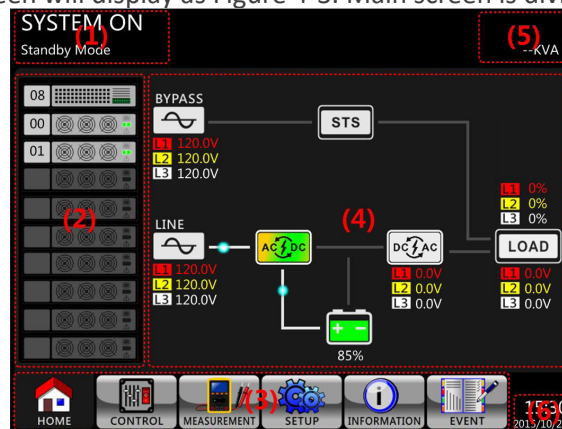 SYSTEM ON
Standby Mode
(1)
(5)
--KVA
08
00
01
(2)
BYPASS
L1 120.0V
L2 120.0V
L3 120.0V
STS
LINE
L1 120.0V
L2 120.0V
L3 120.0V
AC DC
(4)
DC AC
L1 0.0V
L2 0.0V
L3 0.0V
L1 0%
L2 0%
L3 0%
LOAD
L1 0.0V
L2 0.0V
L3 0.0V
+ -
85%
HOME
CONTROL
MEASUREMENT
(3)
SETUP
INFORMATION
EVENT
(6)